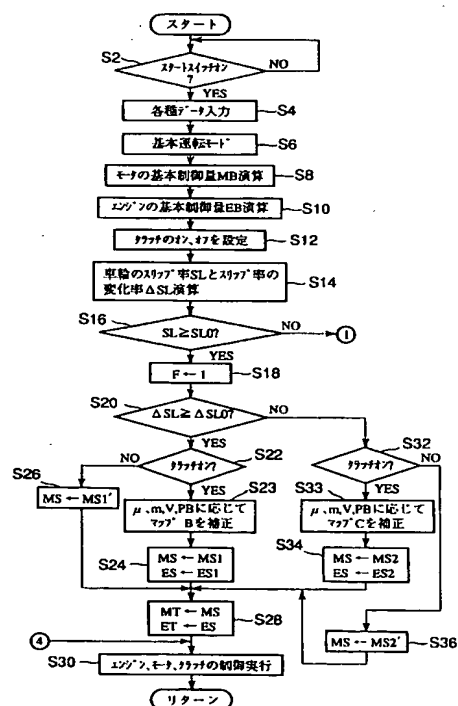 スタート
S2
スタートスイッチオン
?
NO
YES
各種データ入力
S4
基本運転モード
S6
モータの基本制御量MB演算
S8
エンジンの基本制御量EB演算
S10
クラッチのオン、オフを設定
S12
車輪のスリップ率SLとスリップ率の
変化率ΔSL演算
S14
S16
SL≧SL0?
NO
①
YES
F←1
S18
S20
ΔSL≧ΔSL0?
NO
YES
S22
クラッチオン?
NO
YES
S32
クラッチオン?
NO
YES
S26
MS←MS1'
S23
μ、m,V,PBに応じて
マップBを補正
S33
μ、m,V,PBに応じて
マップCを補正
S24
MS←MS1
ES←ES1
S34
MS←MS2
ES←ES2
MT←MS
ET←ES
S28
MS←MS2'
S36
④
S30
エンジン、モータ、クラッチの制御実行
リターン